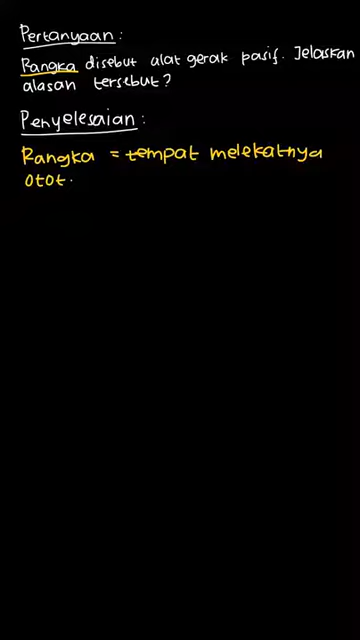 Pertanyaan :
Rangka disebut alat gerak pasif. Jelaskan
alasan tersebut?
Penyelesaian :
Rangka = tempat melekatnya
otot.